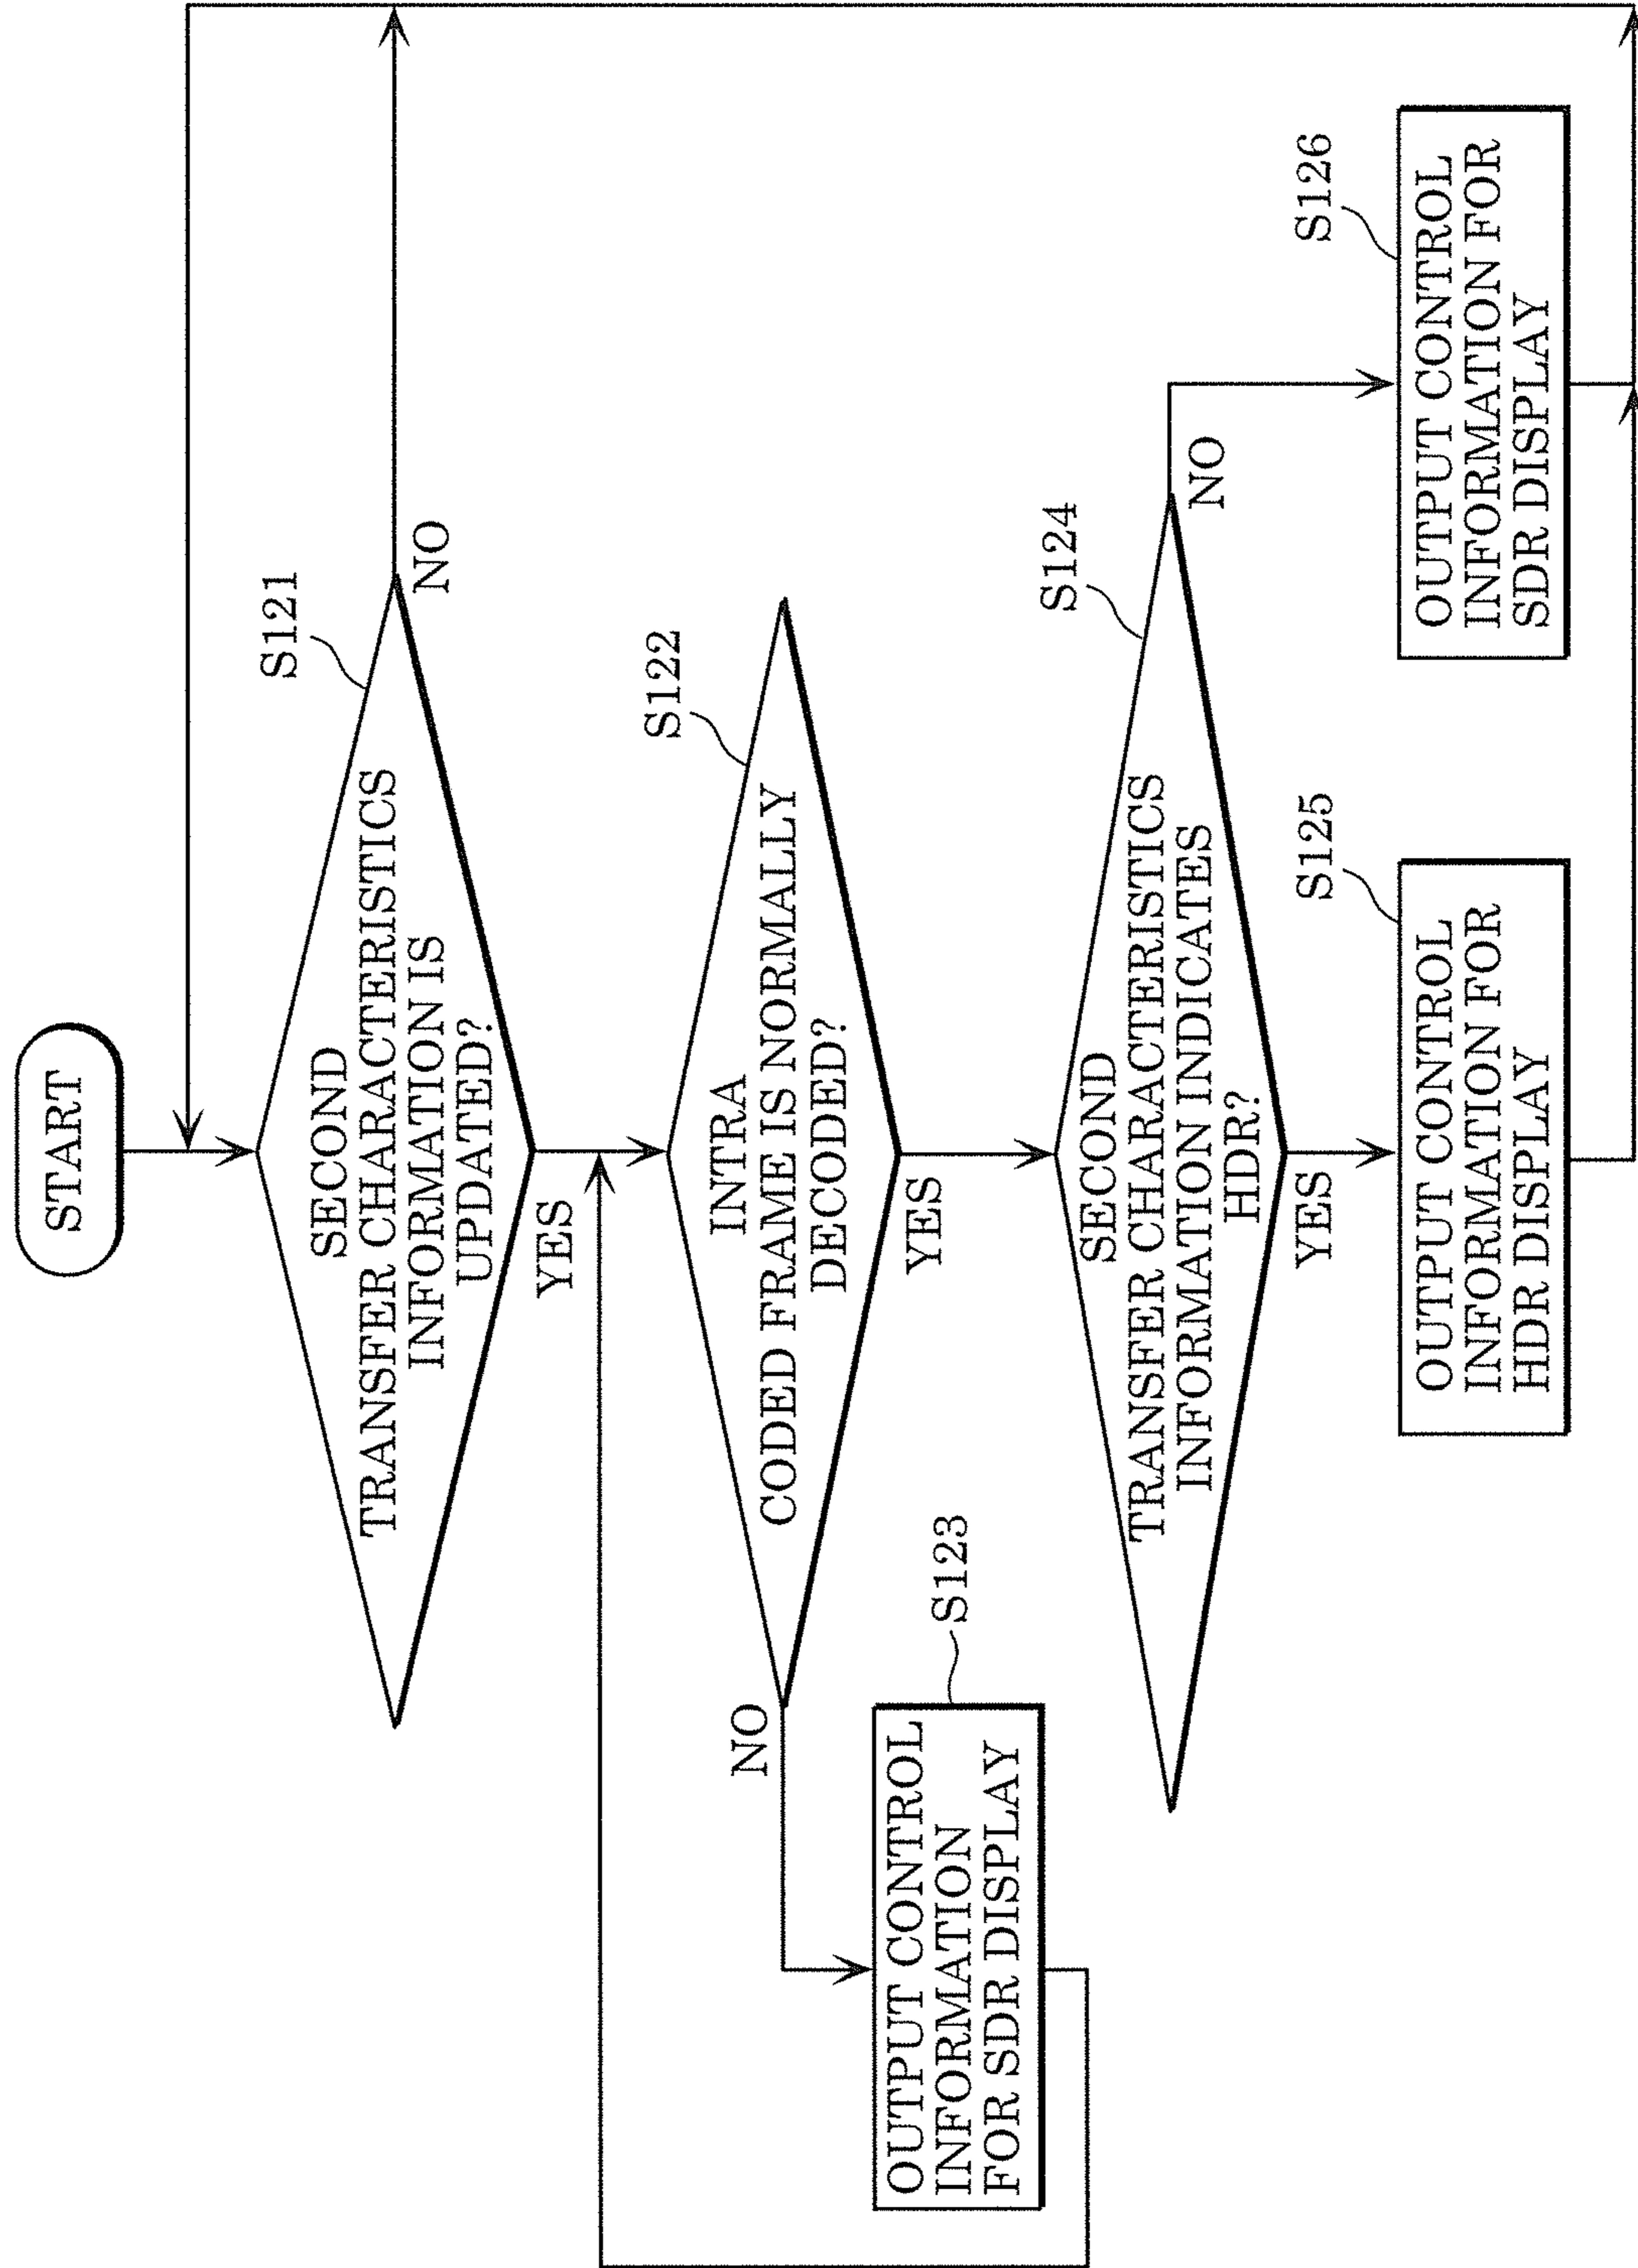 START
S121
SECOND
TRANSFER CHARACTERISTICS
INFORMATION IS
UPDATED?
NO
YES
S122
INTRA
CODED FRAME IS NORMALLY
DECODED?
NO
YES
S123
OUTPUT CONTROL
INFORMATION
FOR SDR DISPLAY
S124
SECOND
TRANSFER CHARACTERISTICS
INFORMATION INDICATES
HDR?
NO
YES
S125
OUTPUT CONTROL
INFORMATION FOR
HDR DISPLAY
S126
OUTPUT CONTROL
INFORMATION FOR
SDR DISPLAY